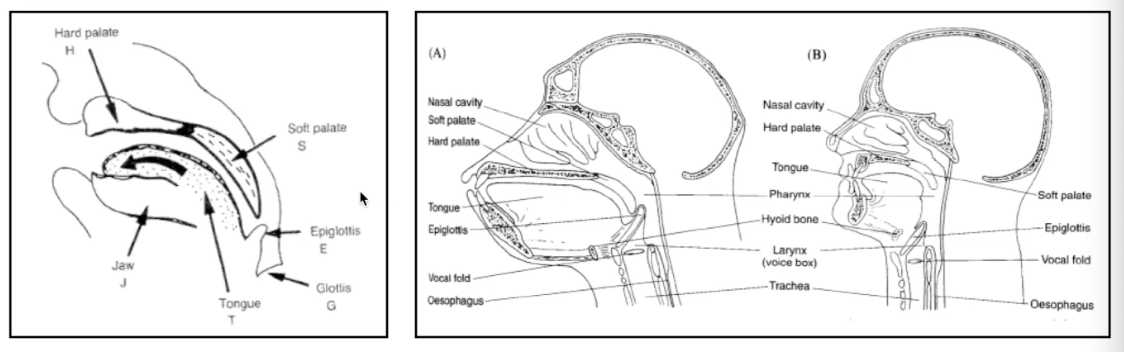 Hard palate
H
Soft palate
S
Epiglottis
E
Glottis
G
Jaw
J
Tongue
T
(A)
Nasal cavity
Soft palate
Hard palate
Tongue
Epiglottis
Vocal fold
Oesophagus
Pharynx
Hyoid bone
Larynx
(voice box)
Trachea
(B)
Nasal cavity
Hard palate
Tongue
Soft palate
Epiglottis
Vocal fold
Oesophagus